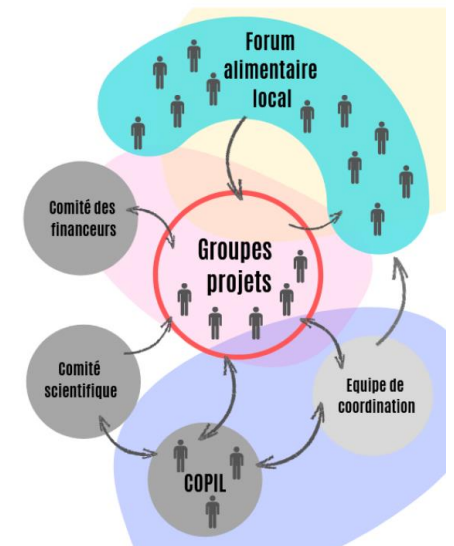 Forum
alimentaire
local
Comité des
financeurs
Groupes
projets
Comité
scientifique
Equipe de
coordination
COPIL